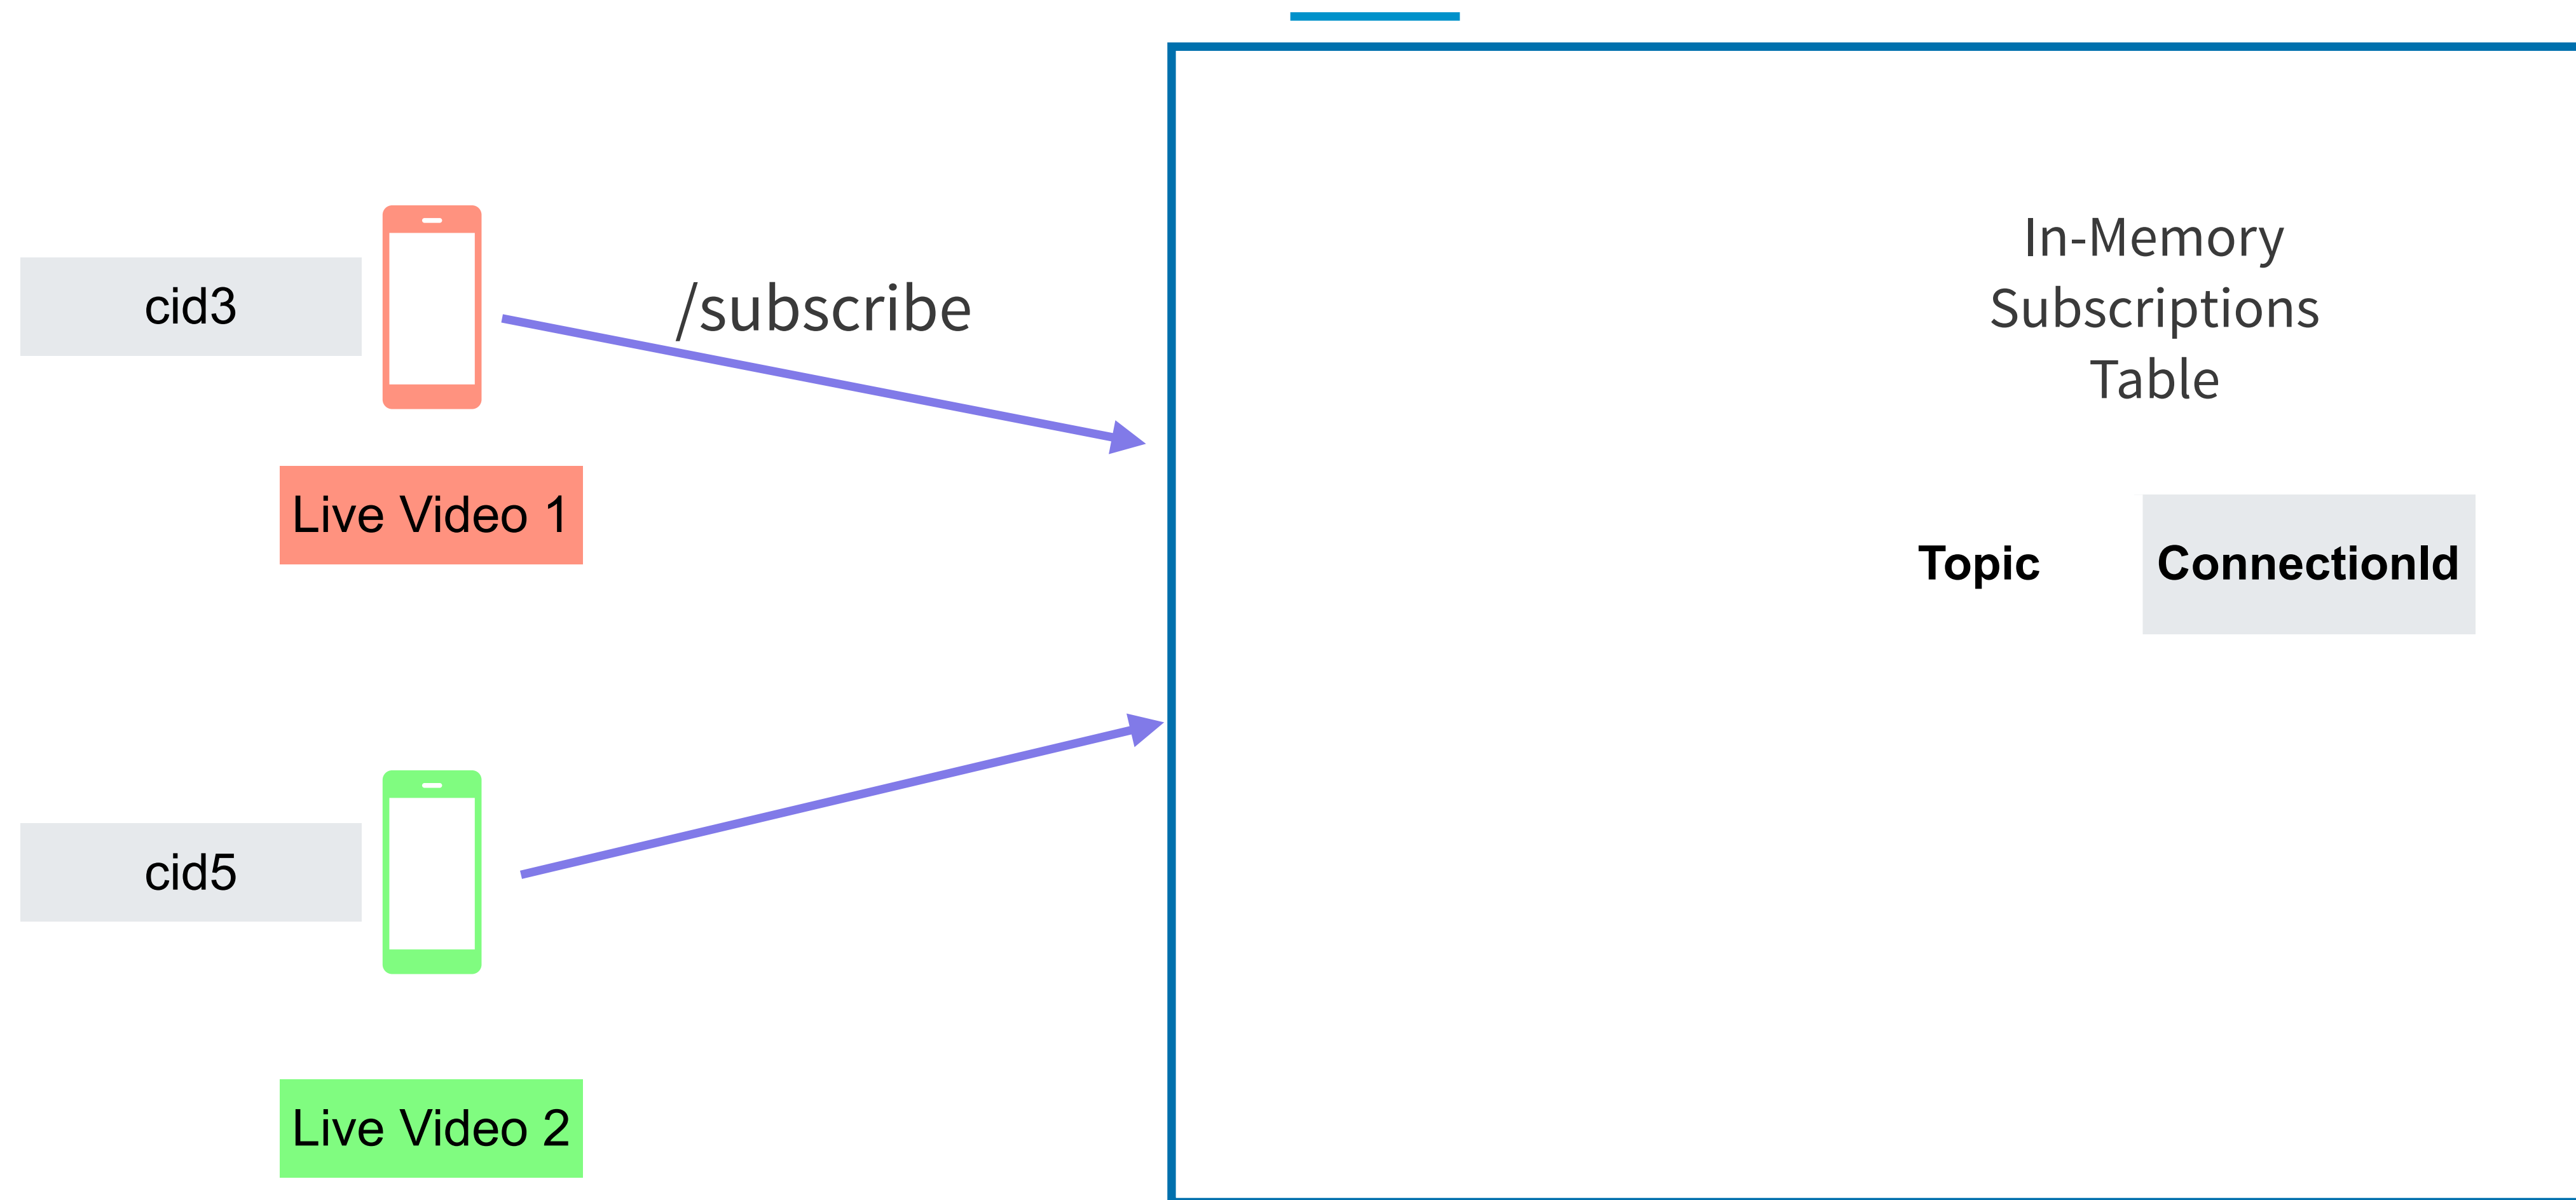 cid3
/subscribe
Live Video 1
cid5
Live Video 2
In-Memory
Subscriptions
Table
Topic ConnectionId